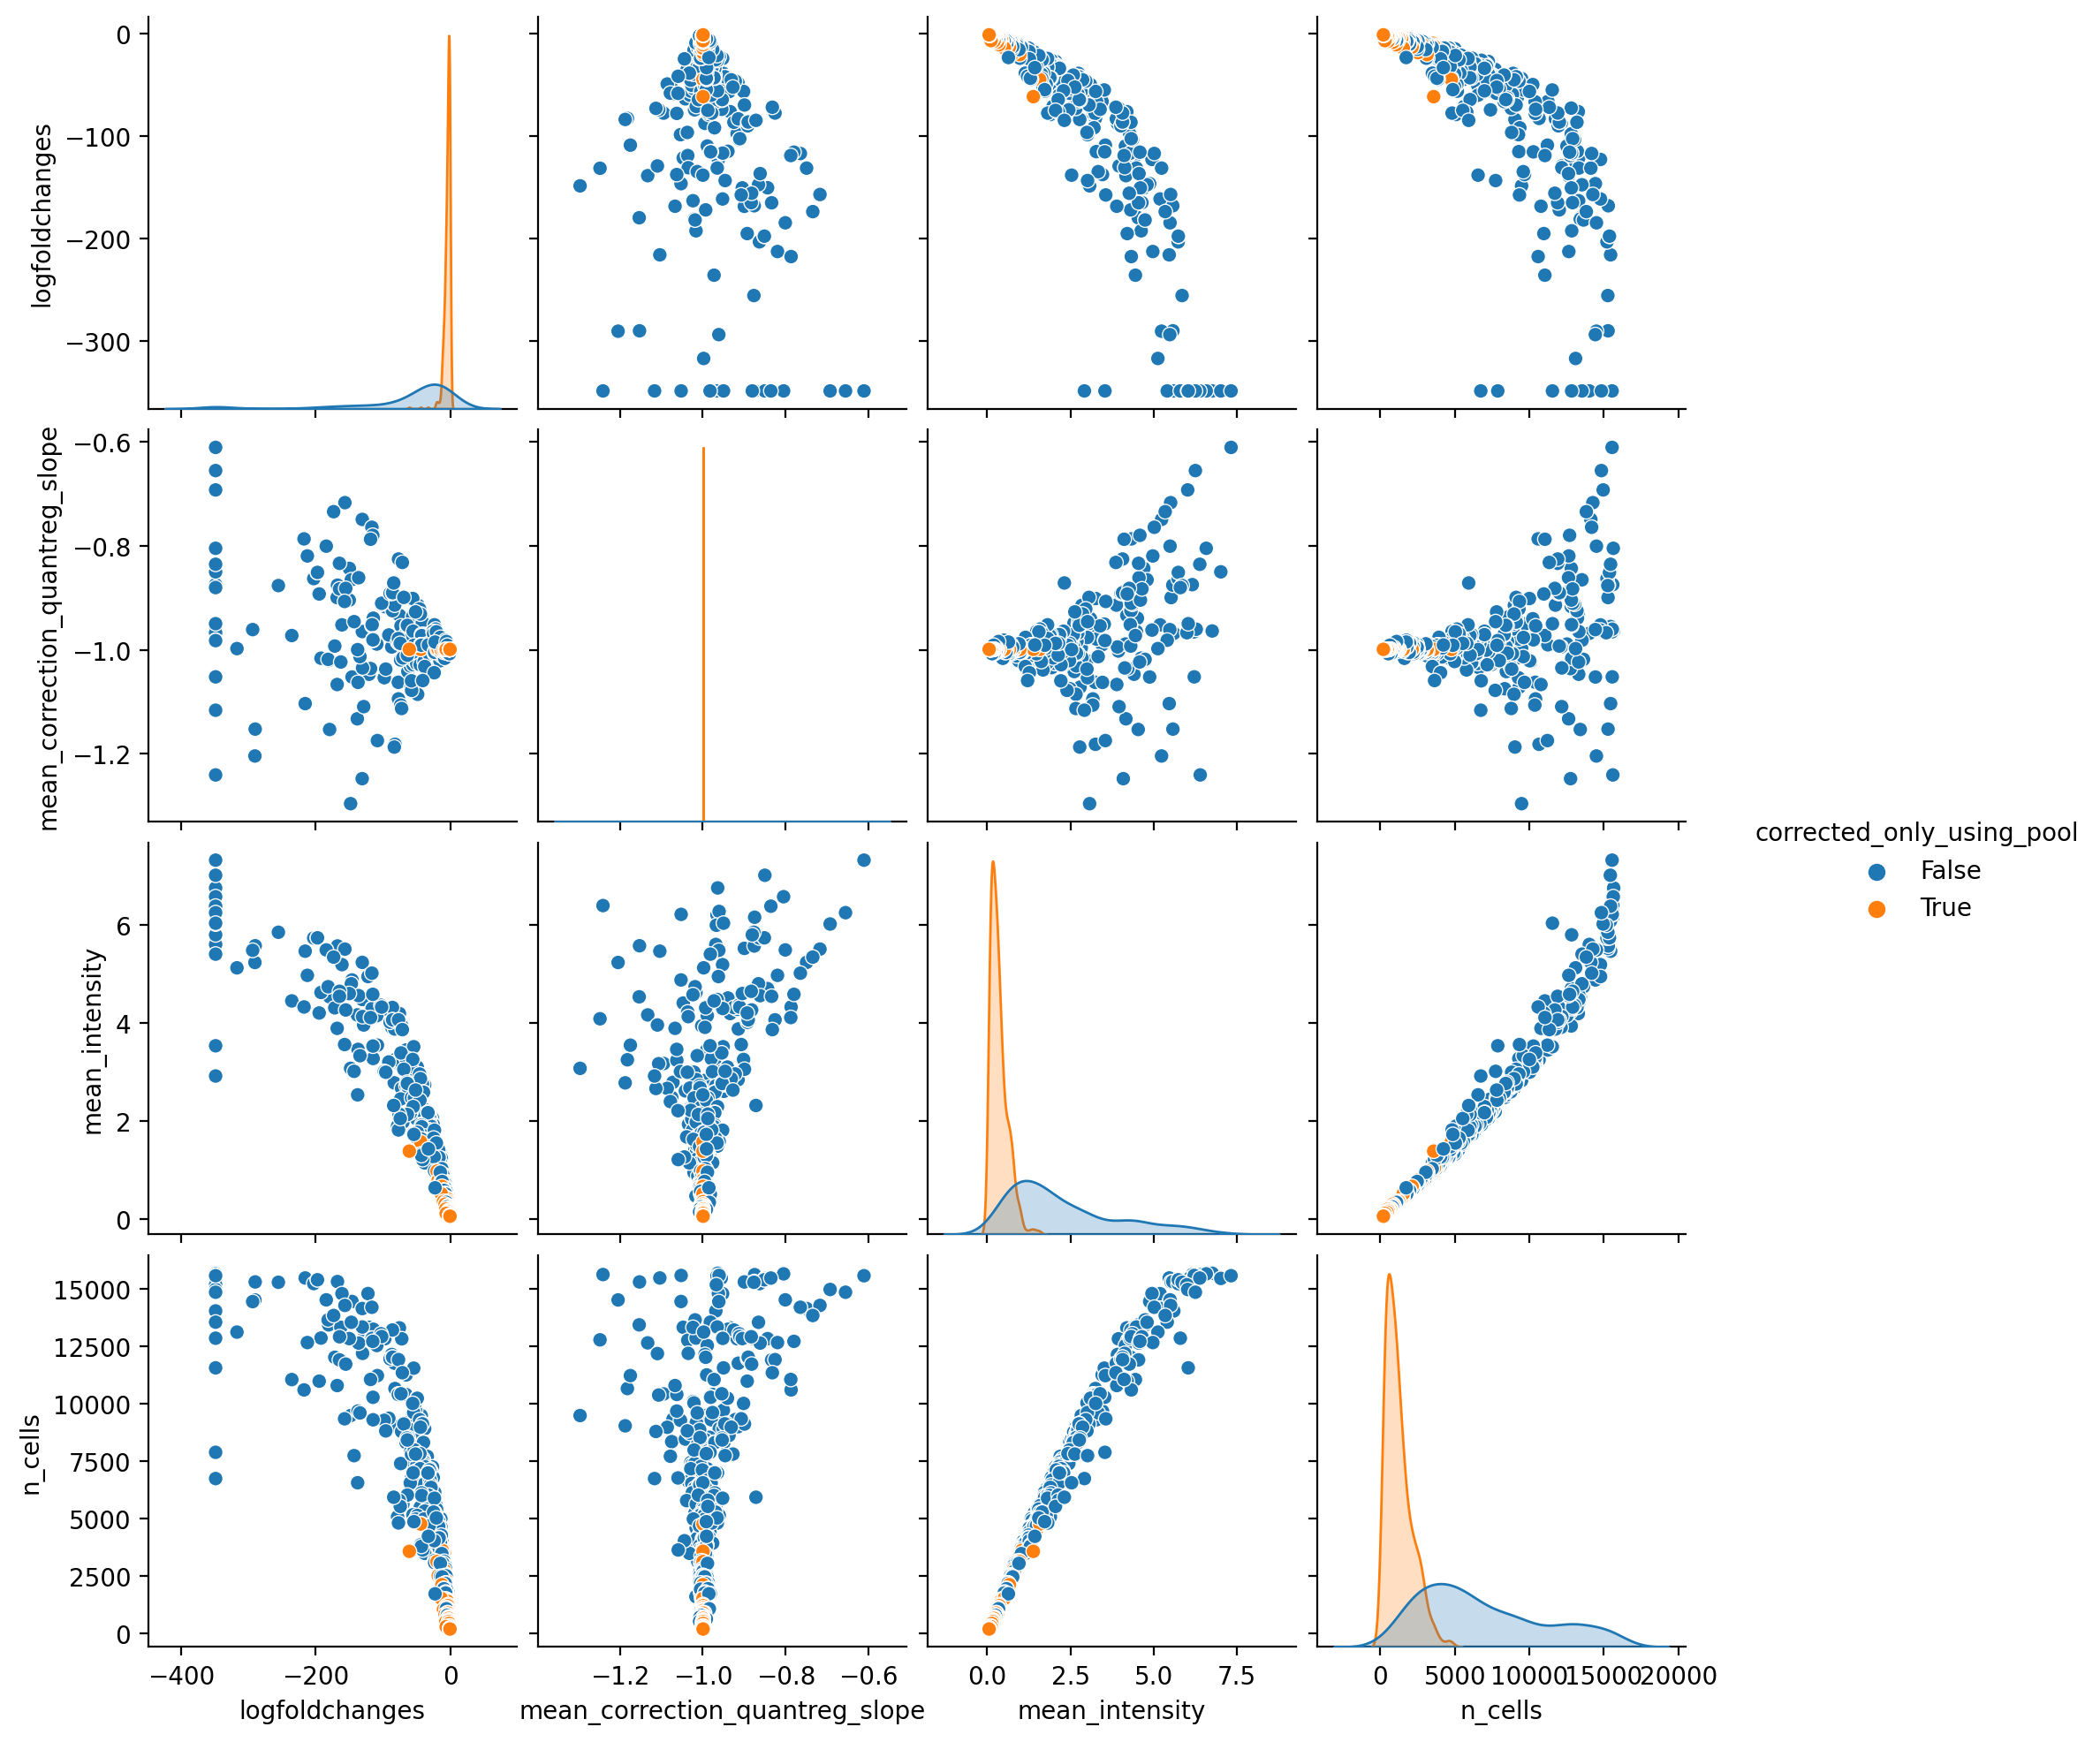 0
−100
−200
−300
logfoldchanges
−0.6
−0.8
−1.0
−1.2
mean_correction_quantreg_slope
6
4
2
0
mean_intensity
corrected_only_using_pool
False
True
15000
12500
10000
7500
5000
2500
0
n_cells
−400 −200 0
−1.2 −1.0 −0.8 −0.6
0.0 2.5 5.0 7.5
0 5000 10000 15000 20000
logfoldchanges
mean_correction_quantreg_slope
mean_intensity
n_cells